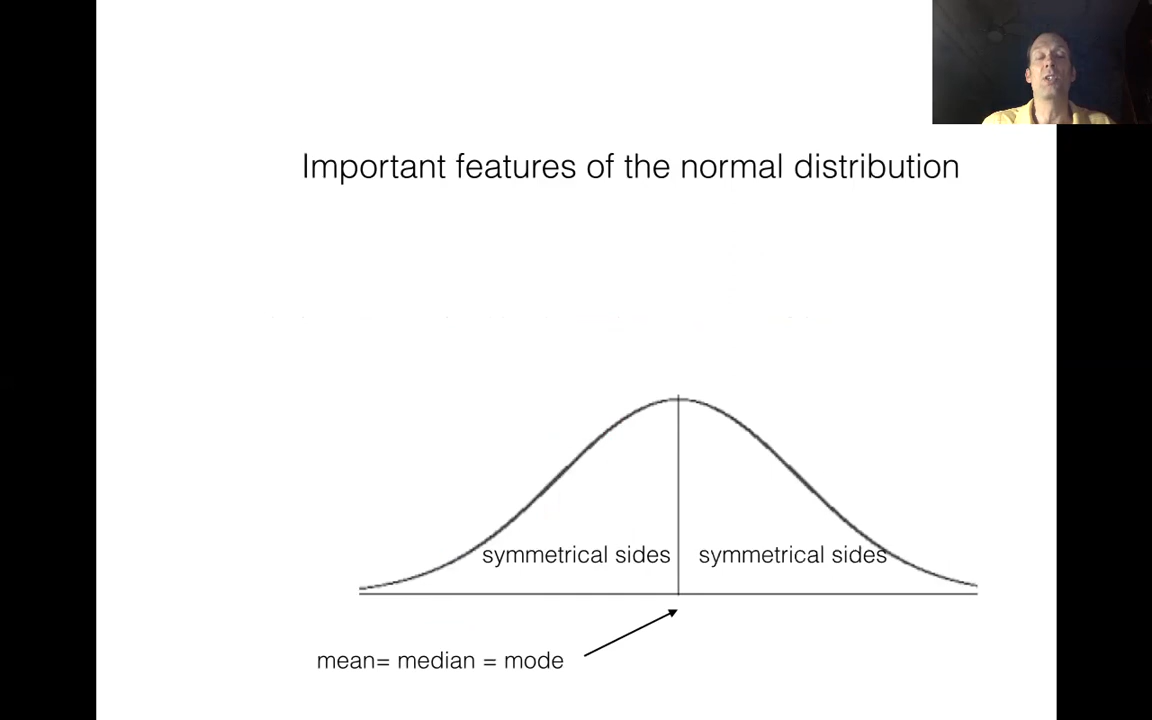 Important features of the normal distribution
symmetrical sides symmetrical sides
mean= median = mode